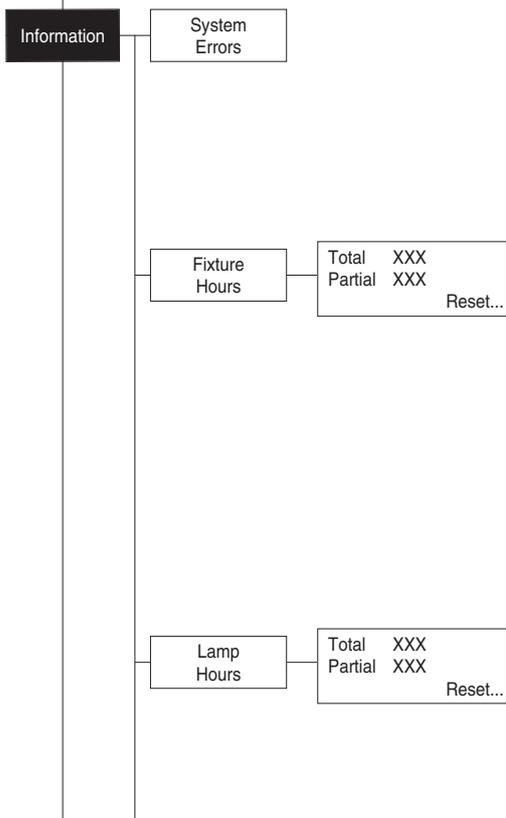 Information
System
Errors
Fixture
Hours
Total XXX
Partial XXX
Reset...
Lamp
Hours
Total XXX
Partial XXX
Reset...